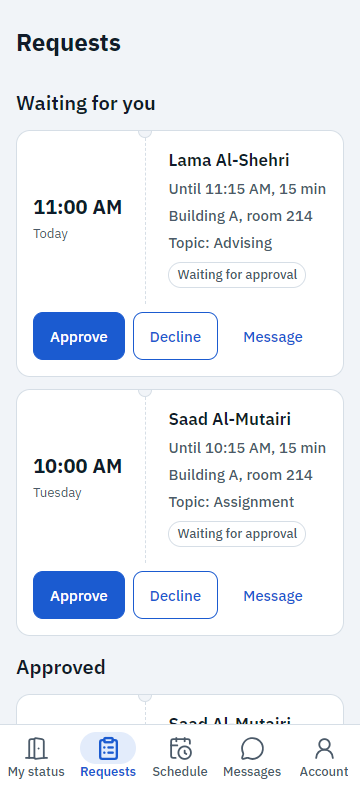 Requests
Waiting for you
11:00 AM
Today
Lama Al-Shehri
Until 11:15 AM, 15 min
Building A, room 214
Topic: Advising
Waiting for approval
Approve
Decline
Message
10:00 AM
Tuesday
Saad Al-Mutairi
Until 10:15 AM, 15 min
Building A, room 214
Topic: Assignment
Waiting for approval
Approve
Decline
Message
Approved
Saad Al-Mutairi
My status
Requests
Schedule
Messages
Account